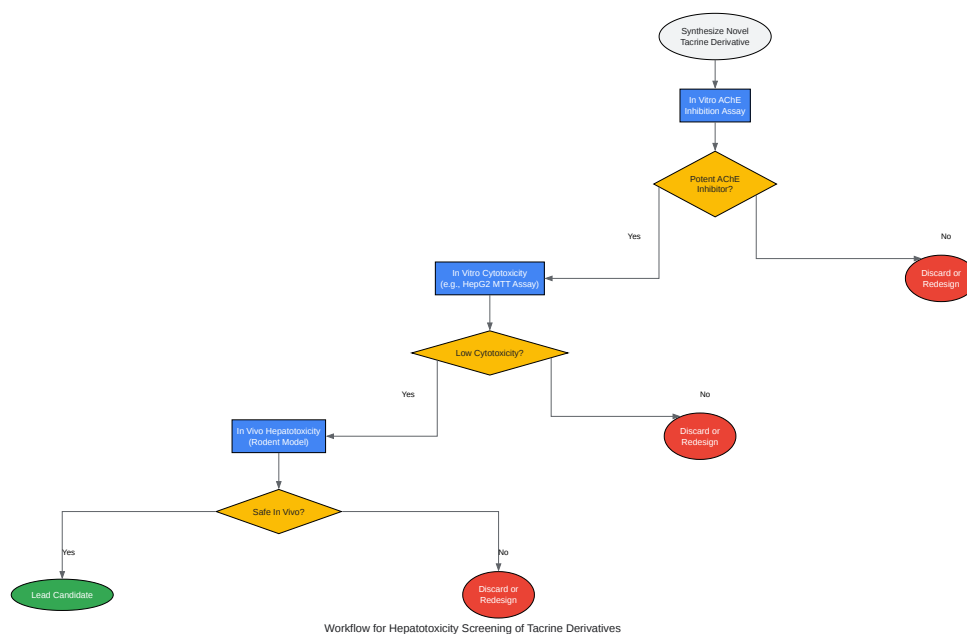 Synthesize Novel
Tacrine Derivative
In Vitro AChE
Inhibition Assay
Potent AChE
Inhibitor?
Yes
No
In Vitro Cytotoxicity
(e.g., HepG2 MTT Assay)
Discard or
Redesign
Low Cytotoxicity?
Yes
No
In Vivo Hepatotoxicity
(Rodent Model)
Discard or
Redesign
Safe In Vivo?
Yes
No
Lead Candidate
Discard or
Redesign
Workflow for Hepatotoxicity Screening of Tacrine Derivatives